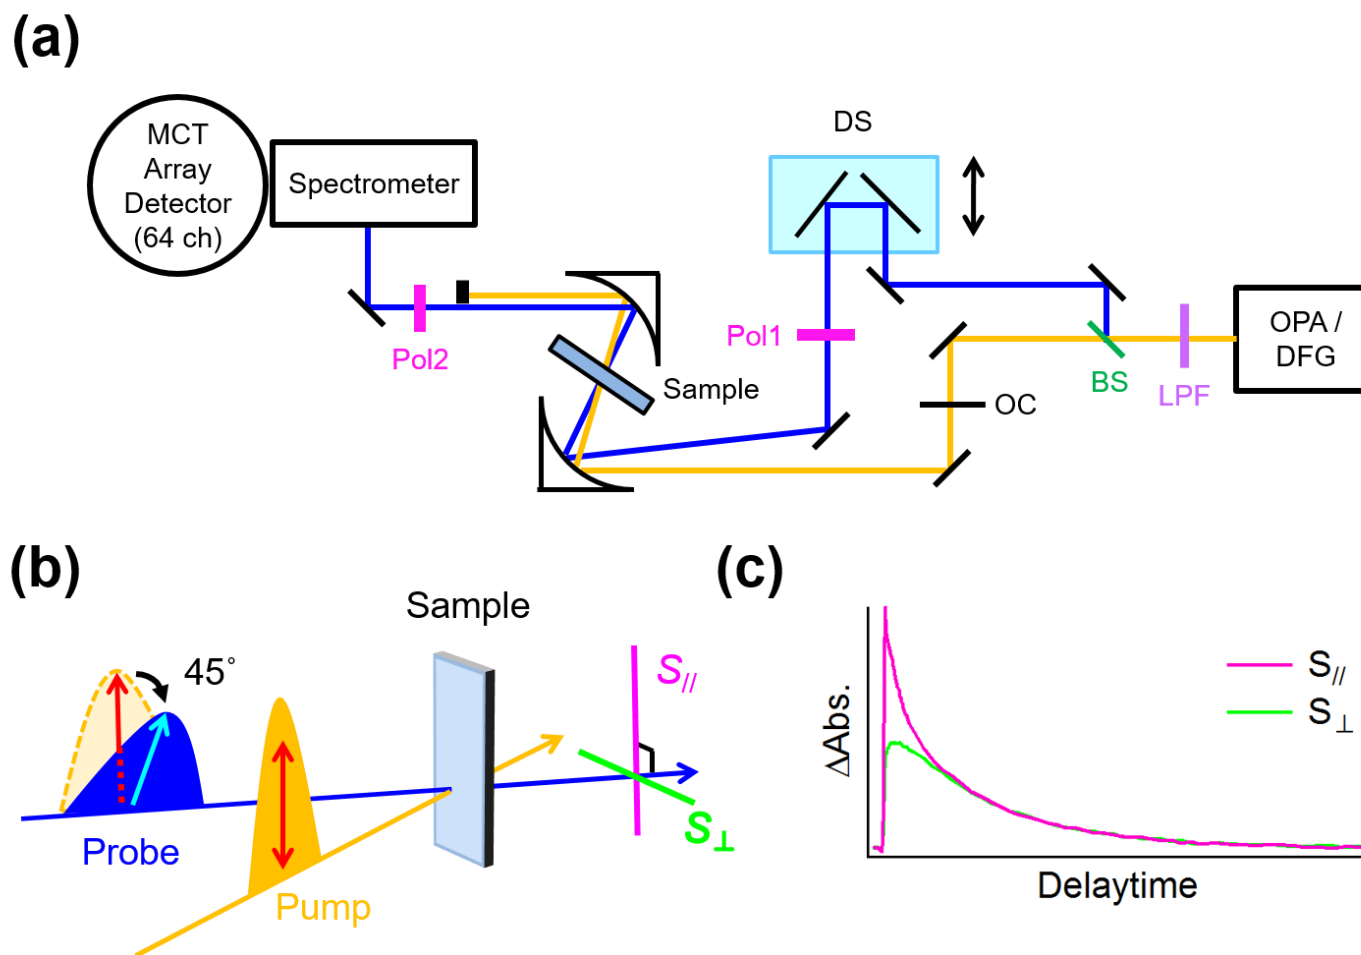 (a)
MCT
Array
Detector
(64 ch)
Spectrometer
DS
OPA /
DFG
Pol2
Pol1
Sample
OC
BS
LPF
(b)
Sample
45°
S//
S⊥
Probe
Pump
(c)
ΔAbs.
S//
S⊥
Delaytime